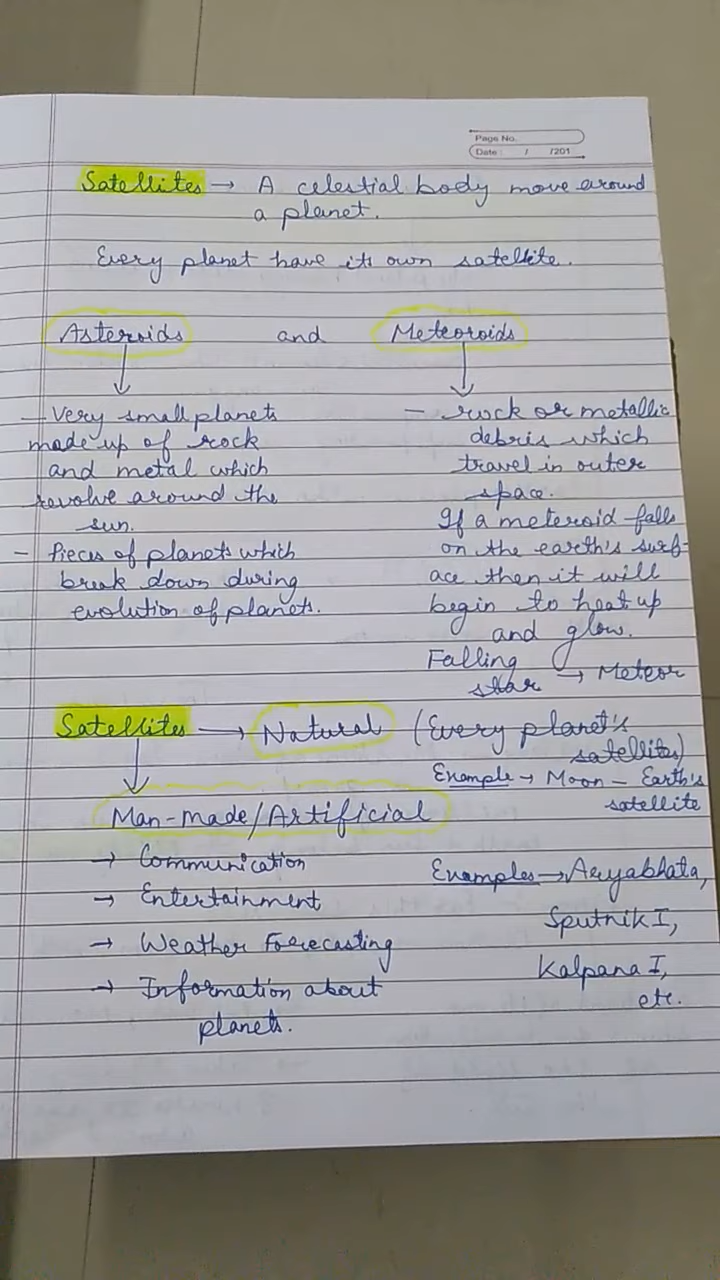 Page No.
Date : / /201
Satellites → A celestial body move around
a planet.
Every planet have its own satellite.
Asteroids and Meteoroids
- Very small planets
made up of rock
and metal which
revolve around the
sun.
- Pieces of planets which
break down during
evolution of planets.
- rock or metallic
debris which
travel in outer
space.
If a meteroid falls
on the earth's surf-
ace then it will
begin to heat up
and glow.
Falling
star → Meteor
Satellites → Natural (Every planet's
satellites)
Example → Moon - Earth's
satellite
Man-made/Artificial
→ Communication
→ Entertainment
→ Weather Forecasting
→ Information about
planets.
Examples → Aryabhata,
Sputnik I,
Kalpana I,
etc.